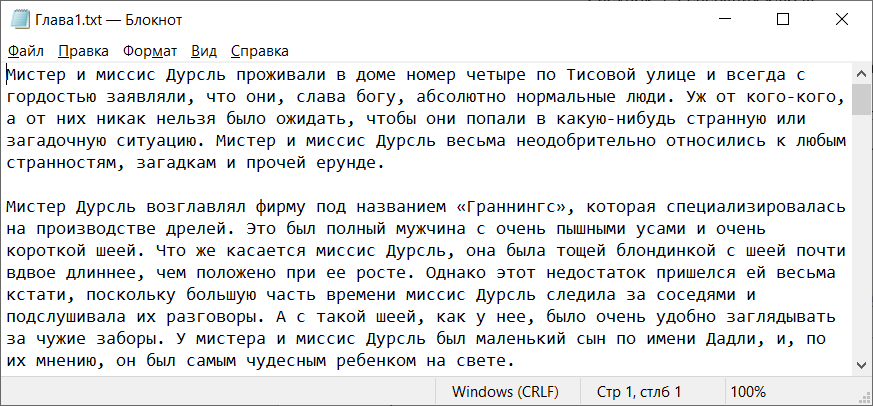 Глава1.txt — Блокнот
Файл Правка Формат Вид Справка
Мистер и миссис Дурсль проживали в доме номер четыре по Тисовой улице и всегда с
гордостью заявляли, что они, слава богу, абсолютно нормальные люди. Уж от кого-кого,
а от них никак нельзя было ожидать, чтобы они попали в какую-нибудь странную или
загадочную ситуацию. Мистер и миссис Дурсль весьма неодобрительно относились к любым
странностям, загадкам и прочей ерунде.
Мистер Дурсль возглавлял фирму под названием «Граннингс», которая специализировалась
на производстве дрелей. Это был полный мужчина с очень пышными усами и очень
короткой шеей. Что же касается миссис Дурсль, она была тощей блондинкой с шеей почти
вдвое длиннее, чем положено при ее росте. Однако этот недостаток пришелся ей весьма
кстати, поскольку большую часть времени миссис Дурсль следила за соседями и
подслушивала их разговоры. А с такой шеей, как у нее, было очень удобно заглядывать
за чужие заборы. У мистера и миссис Дурсль был маленький сын по имени Дадли, и, по
их мнению, он был самым чудесным ребенком на свете.
Windows (CRLF) Стр 1, стлб 1 100%